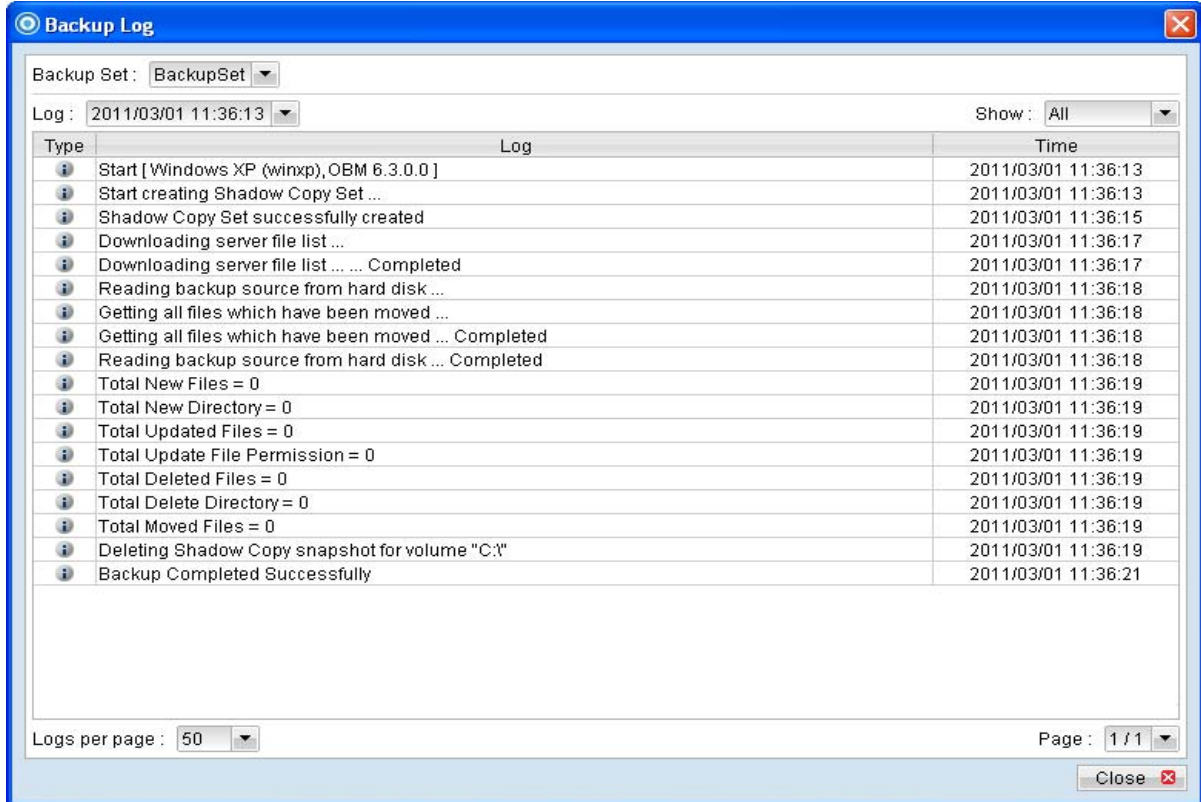 Backup Log
Backup Set : BackupSet
Log : 2011/03/01 11:36:13 Show : All
Type Log Time
Start [ Windows XP (winxp), OBM 6.3.0.0 ] 2011/03/01 11:36:13
Start creating Shadow Copy Set ... 2011/03/01 11:36:13
Shadow Copy Set successfully created 2011/03/01 11:36:15
Downloading server file list ... 2011/03/01 11:36:17
Downloading server file list ... ... Completed 2011/03/01 11:36:17
Reading backup source from hard disk ... 2011/03/01 11:36:18
Getting all files which have been moved ... 2011/03/01 11:36:18
Getting all files which have been moved ... Completed 2011/03/01 11:36:18
Reading backup source from hard disk ... Completed 2011/03/01 11:36:18
Total New Files = 0 2011/03/01 11:36:19
Total New Directory = 0 2011/03/01 11:36:19
Total Updated Files = 0 2011/03/01 11:36:19
Total Update File Permission = 0 2011/03/01 11:36:19
Total Deleted Files = 0 2011/03/01 11:36:19
Total Delete Directory = 0 2011/03/01 11:36:19
Total Moved Files = 0 2011/03/01 11:36:19
Deleting Shadow Copy snapshot for volume "C:\" 2011/03/01 11:36:19
Backup Completed Successfully 2011/03/01 11:36:21
Logs per page : 50 Page : 1 / 1
Close